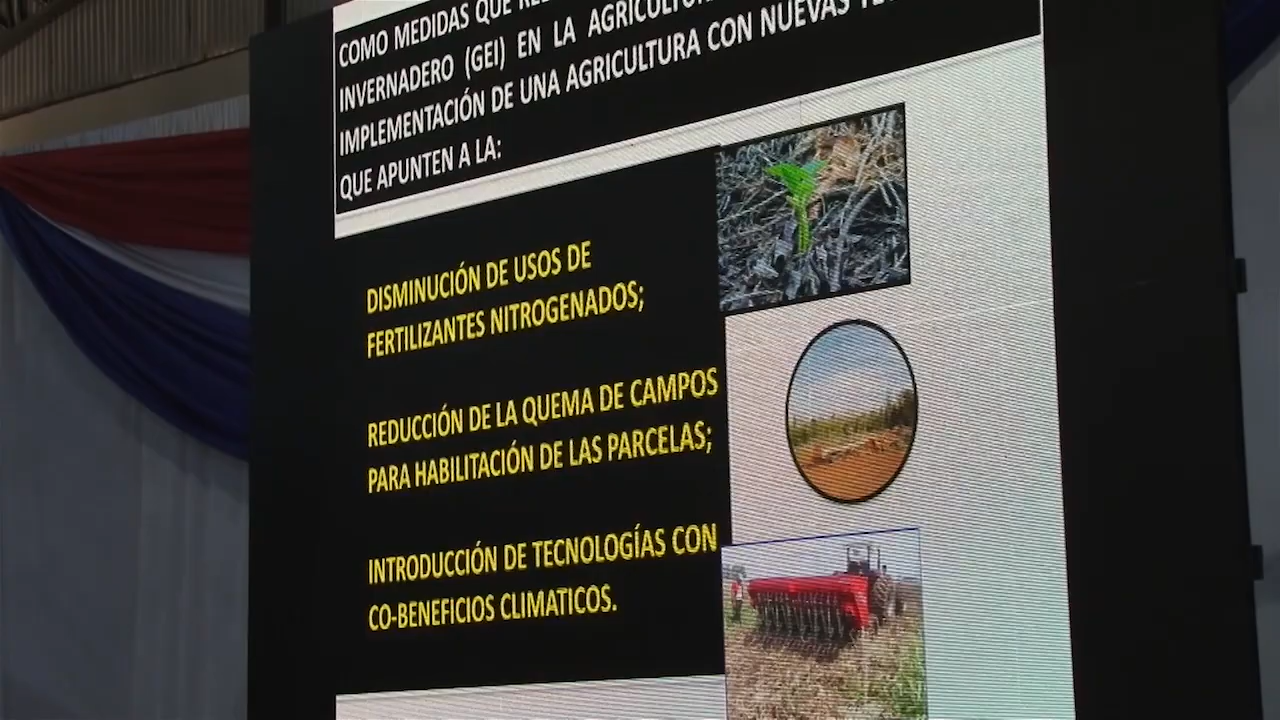 COMO MEDIDAS QUE
INVERNADERO (GEI) EN LA
IMPLEMENTACIÓN DE UNA AGRICULTURA CON NUEVAS
QUE APUNTEN A LA:
DISMINUCIÓN DE USOS DE
FERTILIZANTES NITROGENADOS;
REDUCCIÓN DE LA QUEMA DE CAMPOS
PARA HABILITACIÓN DE LAS PARCELAS;
INTRODUCCIÓN DE TECNOLOGÍAS CON
CO-BENEFICIOS CLIMATICOS.